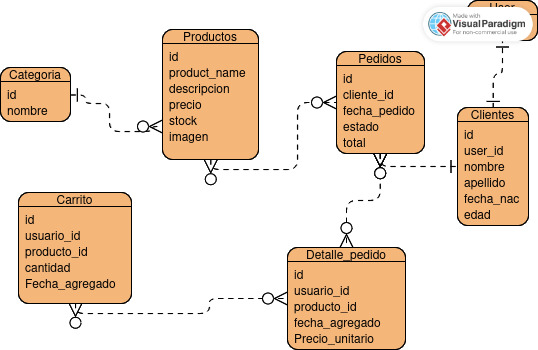 User
Made with
Visual Paradigm
For non-commercial use
Productos
id
product_name
descripcion
precio
stock
imagen
Pedidos
id
cliente_id
fecha_pedido
estado
total
Categoria
id
nombre
Clientes
id
user_id
nombre
apellido
fecha_nac
edad
Carrito
id
usuario_id
producto_id
cantidad
Fecha_agregado
Detalle_pedido
id
usuario_id
producto_id
fecha_agregado
Precio_unitario